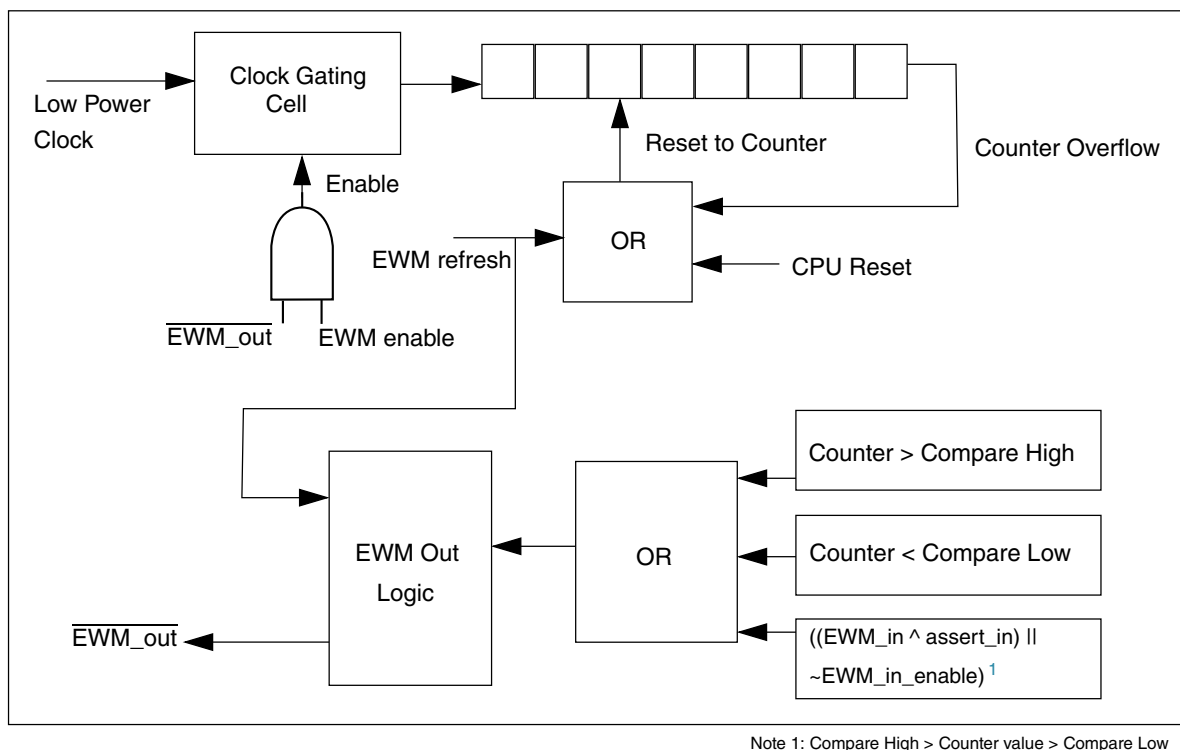 Clock Gating
Cell
Low Power
Clock
Reset to Counter
Counter Overflow
Enable
OR
EWM refresh
CPU Reset
EWM_out
EWM enable
Counter > Compare High
EWM Out
Logic
OR
Counter < Compare Low
EWM_out
((EWM_in ^ assert_in) ||
~EWM_in_enable) 1
Note 1: Compare High > Counter value > Compare Low